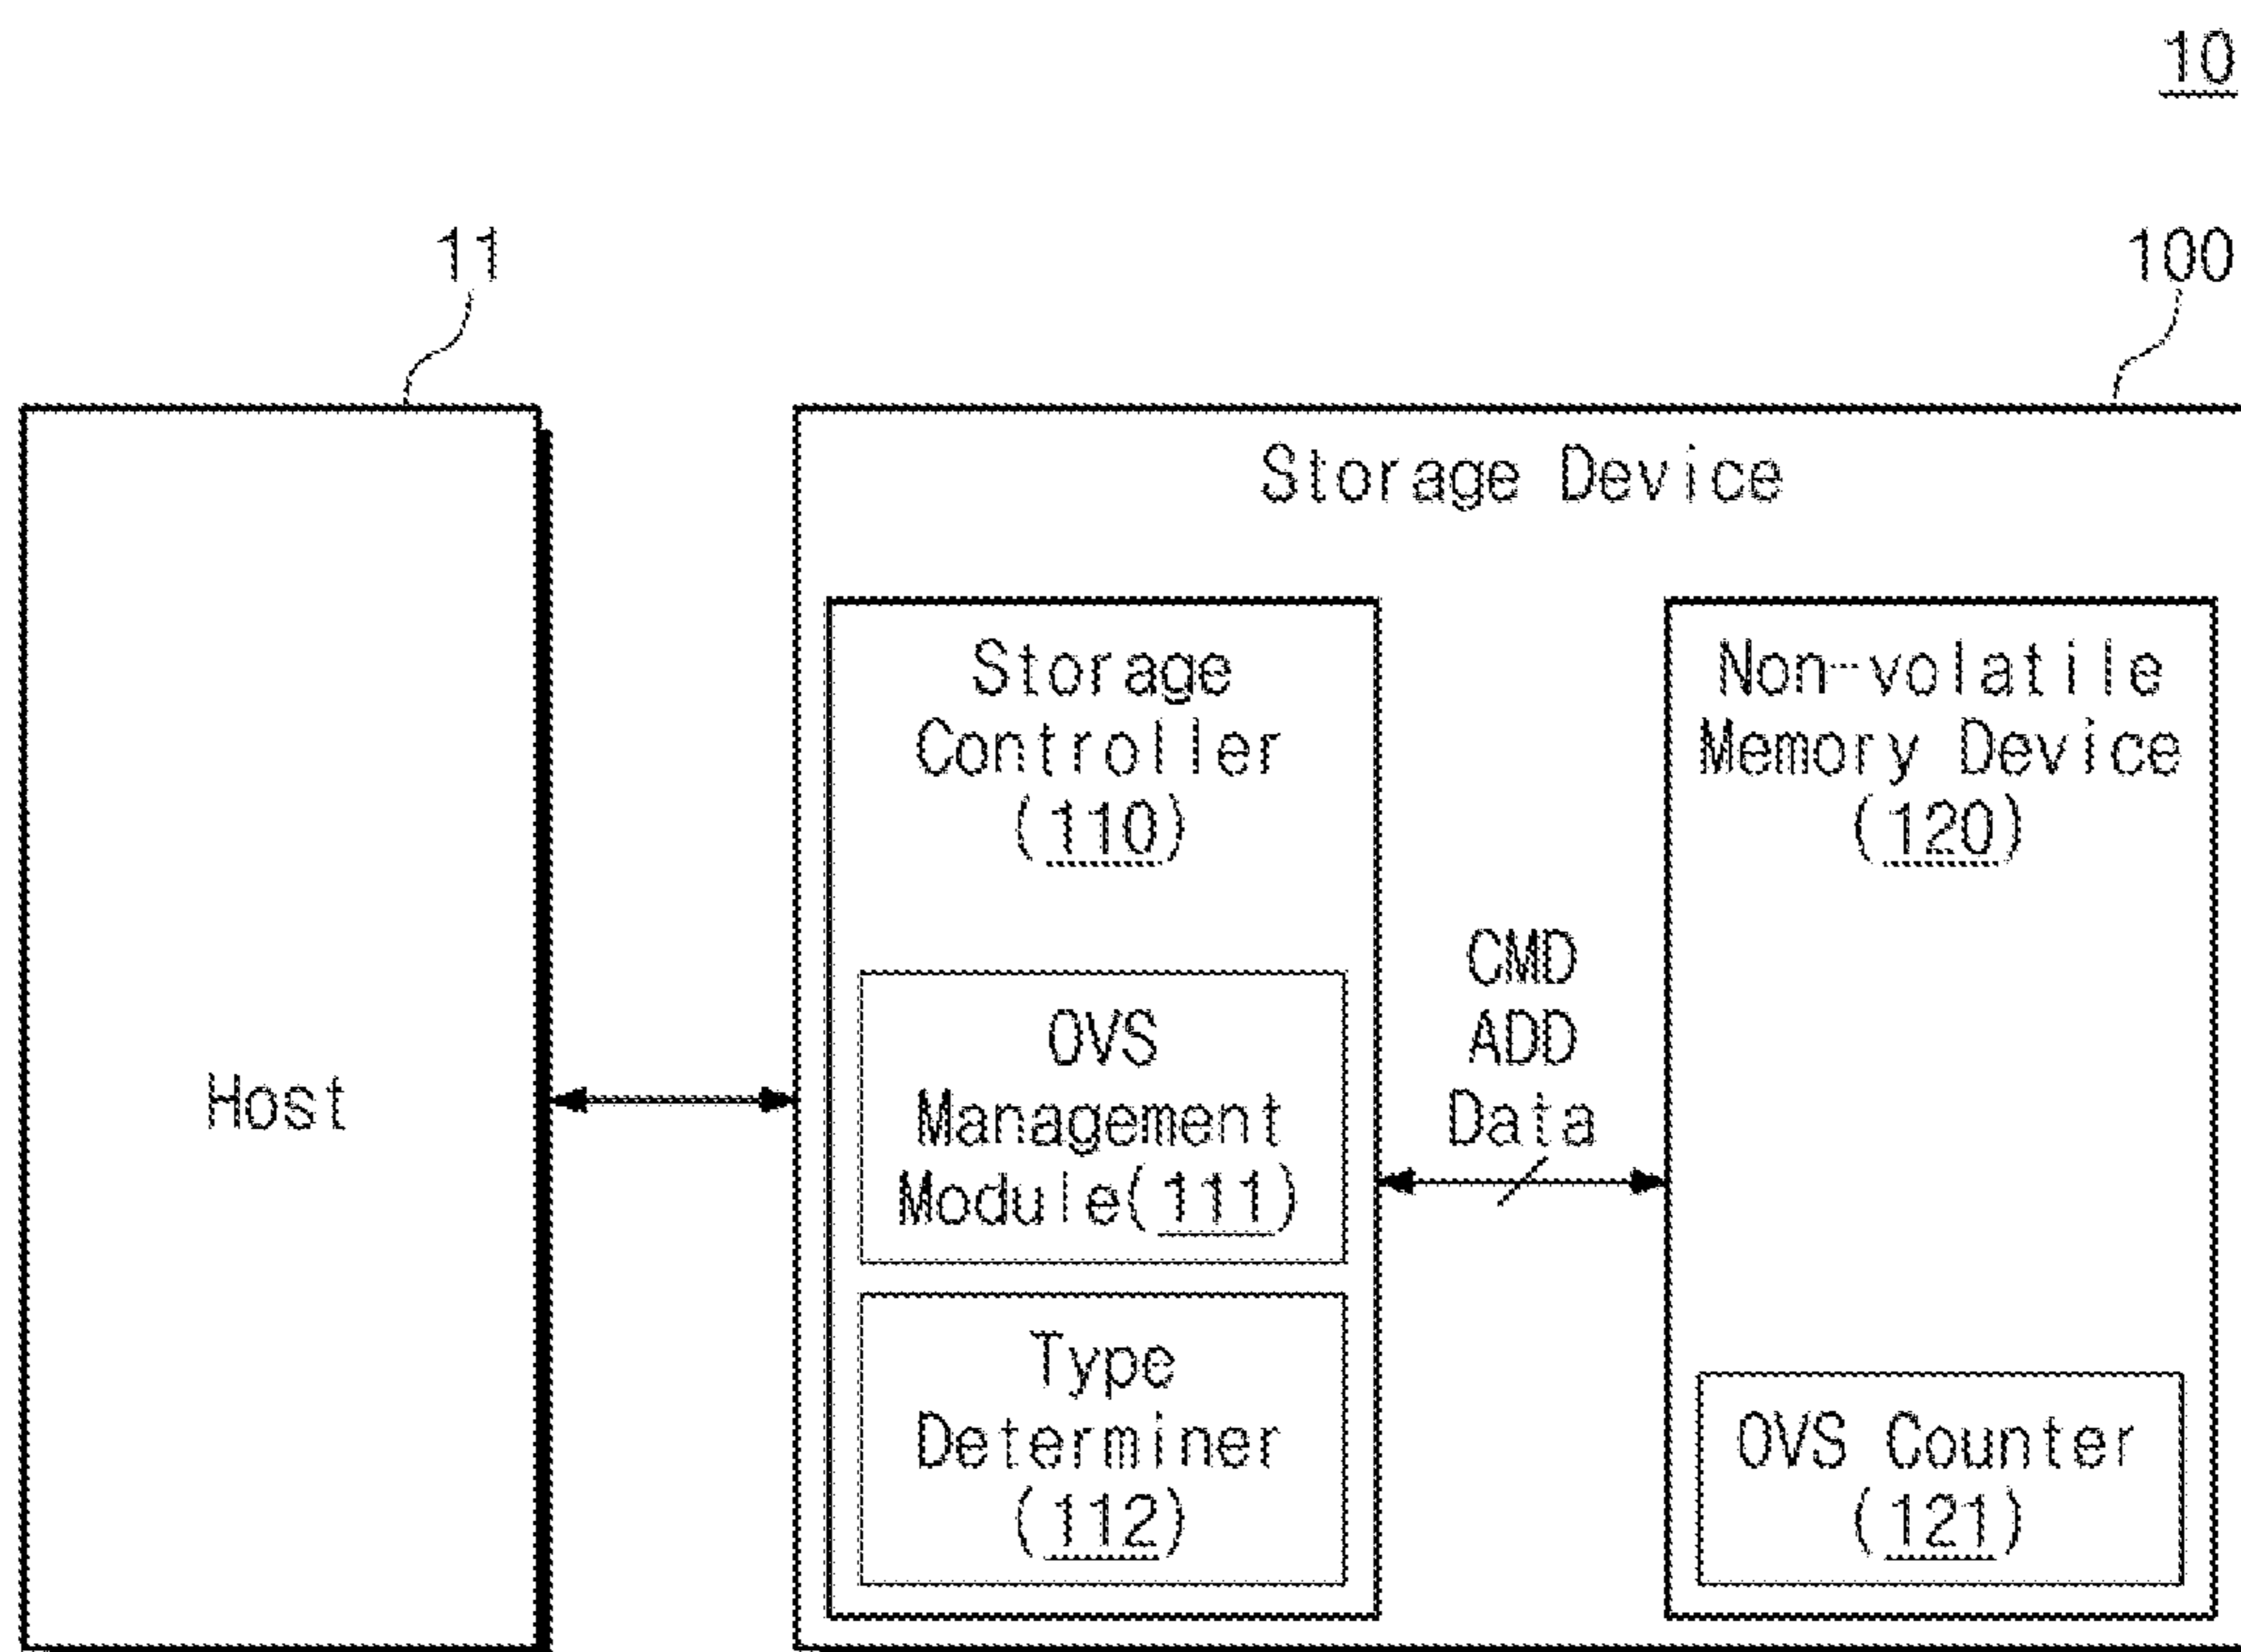 10
11
100
Storage Device
Storage
Controller
(110)
Non-volatile
Memory Device
(120)
CMD
ADD
Data
OVS
Management
Module(111)
Host
Type
Determiner
(112)
OVS Counter
(121)